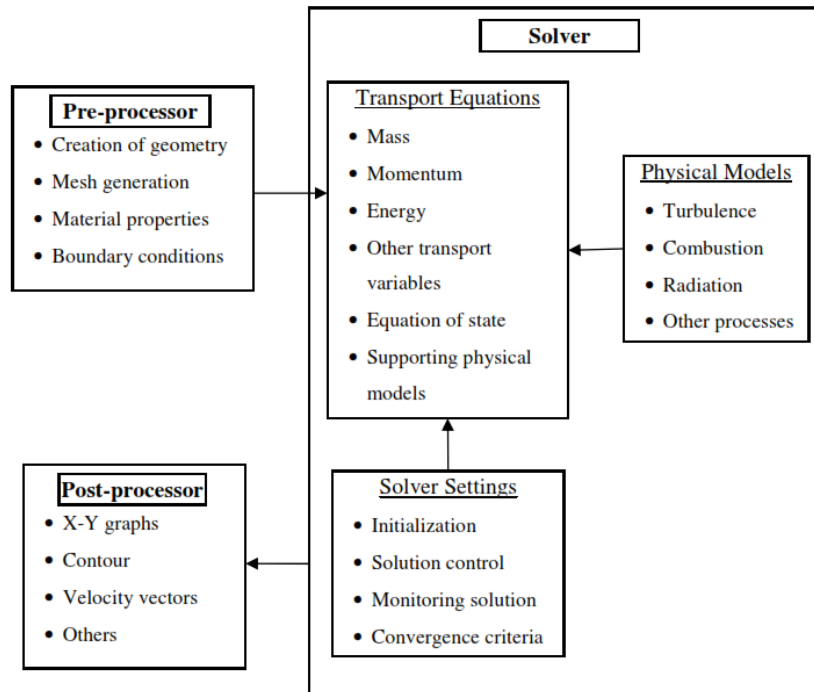 Solver
Pre-processor
• Creation of geometry
• Mesh generation
• Material properties
• Boundary conditions
Transport Equations
• Mass
• Momentum
• Energy
• Other transport
variables
• Equation of state
• Supporting physical
models
Physical Models
• Turbulence
• Combustion
• Radiation
• Other processes
Solver Settings
• Initialization
• Solution control
• Monitoring solution
• Convergence criteria
Post-processor
• X-Y graphs
• Contour
• Velocity vectors
• Others